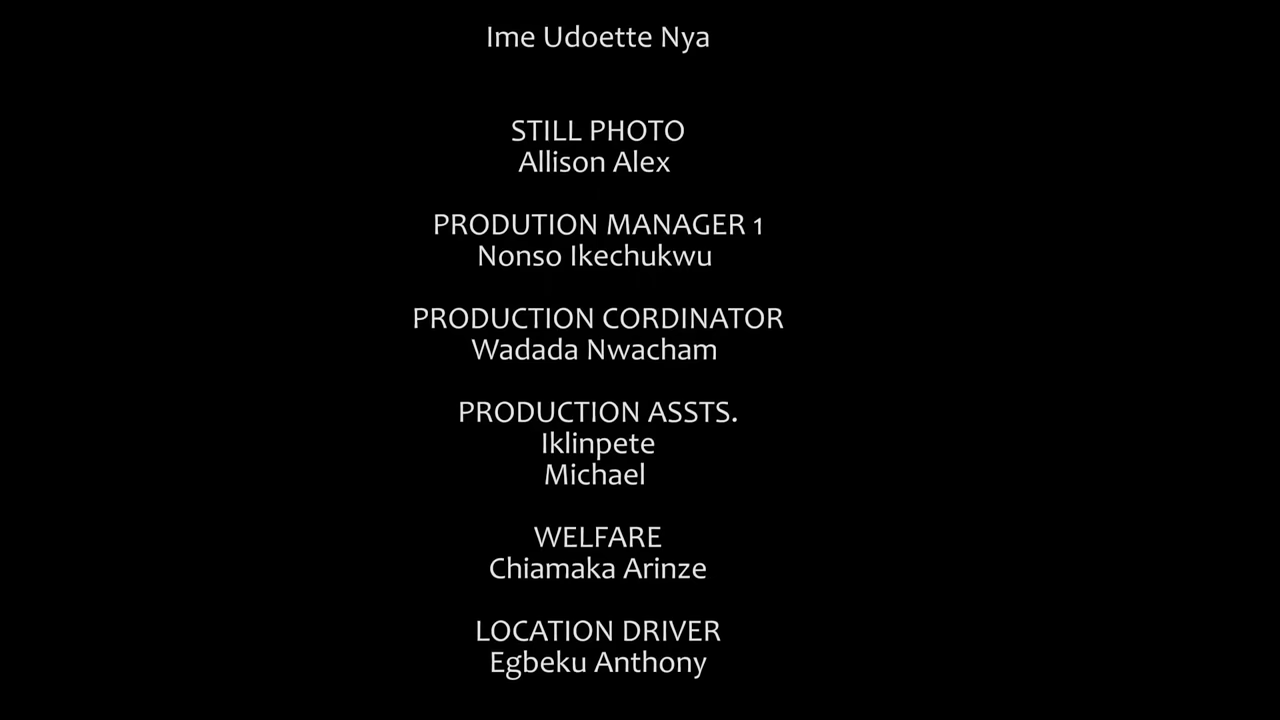 Ime Udoette Nya
STILL PHOTO
Allison Alex
PRODUTION MANAGER 1
Nonso Ikechukwu
PRODUCTION CORDINATOR
Wadada Nwacham
PRODUCTION ASSTS.
Iklinpete
Michael
WELFARE
Chiamaka Arinze
LOCATION DRIVER
Egbeku Anthony